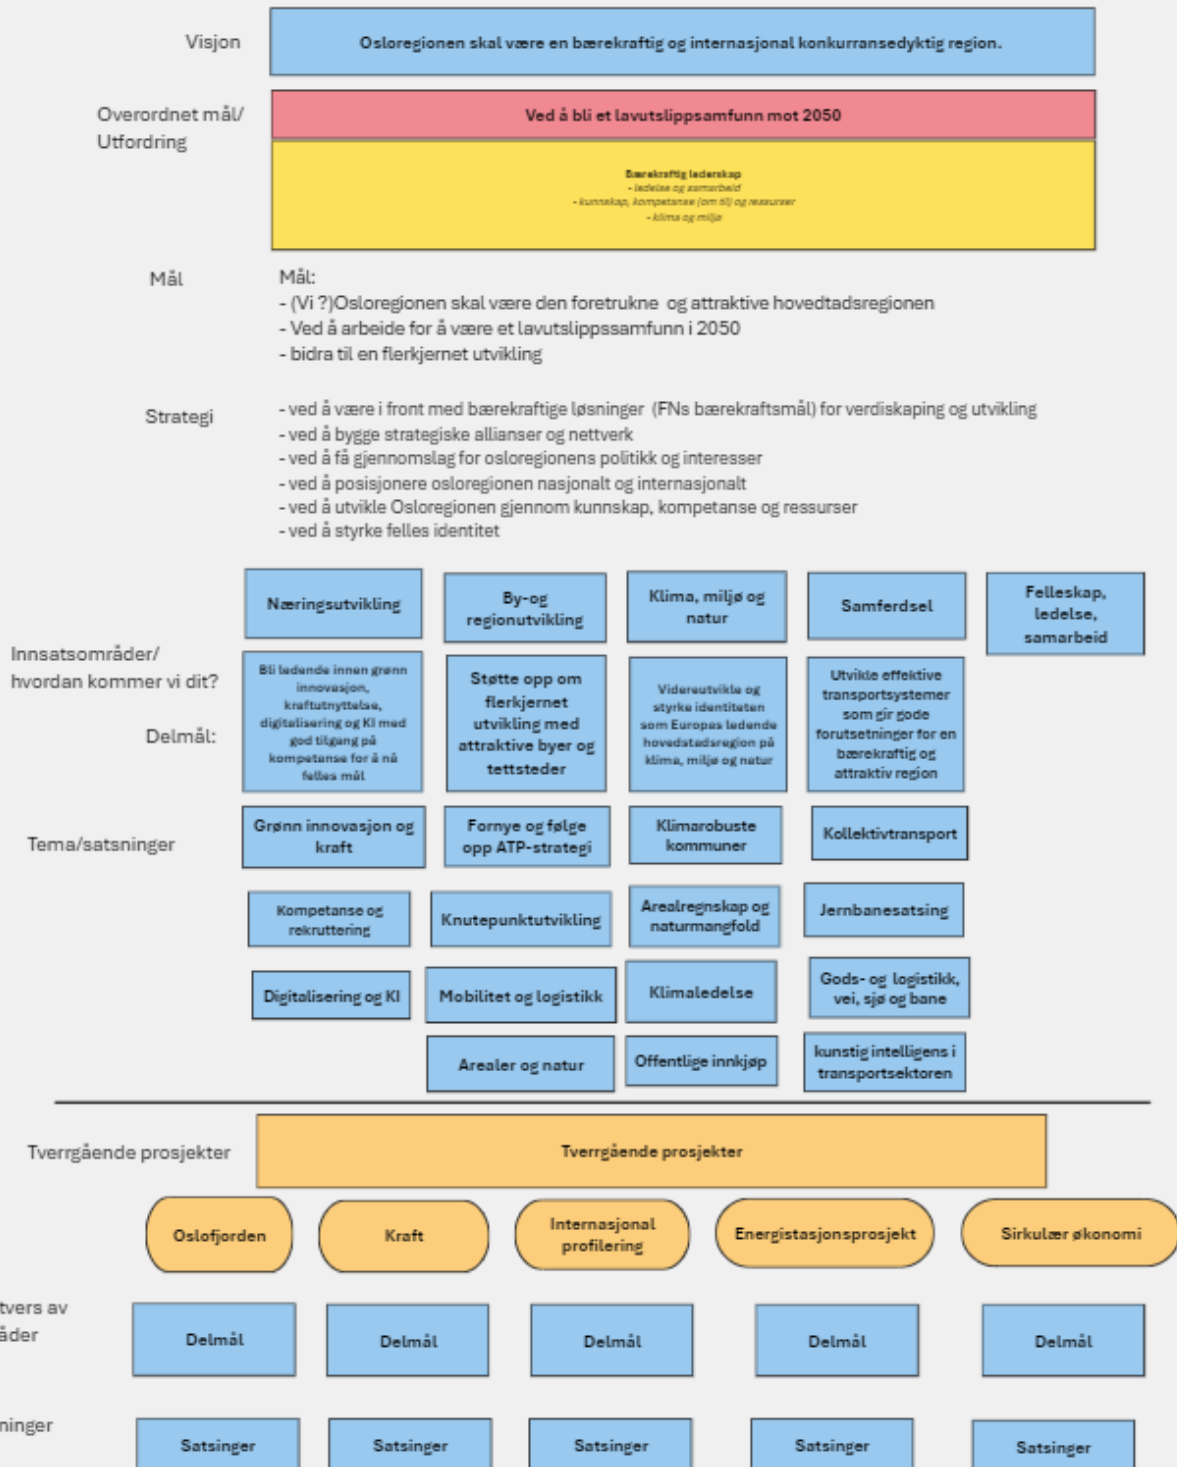 Visjon
Osloregionen skal være en bærekraftig og internasjonal konkurransedyktig region.
Overordnet mål/
Utfordring
Ved å bli et lavutslippsamfunn mot 2050
Bærekraftig lederskap
- ledelse og samarbeid
- kunnskap, kompetanse (om til) og ressurser
- klima og miljø
Mål
Mål:
- (Vi ?)Osloregionen skal være den foretrukne og attraktive hovedtadsregionen
- Ved å arbeide for å være et lavutslippssamfunn i 2050
- bidra til en flerkjernet utvikling
Strategi
- ved å være i front med bærekraftige løsninger (FNs bærekraftsmål) for verdiskaping og utvikling
- ved å bygge strategiske allianser og nettverk
- ved å få gjennomslag for osloregionens politikk og interesser
- ved å posisjonere osloregionen nasjonalt og internasjonalt
- ved å utvikle Osloregionen gjennom kunnskap, kompetanse og ressurser
- ved å styrke felles identitet
Næringsutvikling
By-og
regionutvikling
Klima, miljø og
natur
Samferdsel
Felleskap,
ledelse,
samarbeid
Innsatsområder/
hvordan kommer vi dit?
Delmål:
Bli ledende innen grønn
innovasjon,
kraftutnyttelse,
digitalisering og KI med
god tilgang på
kompetanse for å nå
felles mål
Støtte opp om
flerkjernet
utvikling med
attraktive byer og
tettsteder
Videreutvikle og
styrke identiteten
som Europas ledende
hovedstadsregion på
klima, miljø og natur
Utvikle effektive
transportsystemer
som gir gode
forutsetninger for en
bærekraftig og
attraktiv region
Tema/satsninger
Grønn innovasjon og
kraft
Fornye og følge
opp ATP-strategi
Klimarobuste
kommuner
Kollektivtransport
Kompetanse og
rekruttering
Knutepunktutvikling
Arealregnskap og
naturmangfold
Jernbanesatsing
Digitalisering og KI
Mobilitet og logistikk
Klimaledelse
Gods- og logistikk,
vei, sjø og bane
Arealer og natur
Offentlige innkjøp
kunstig intelligens i
transportsektoren
Tverrgående prosjekter
Tverrgående prosjekter
Oslofjorden
Kraft
Internasjonal
profilering
Energistasjonsprosjekt
Sirkulær økonomi
tvers av
åder
Delmål
Delmål
Delmål
Delmål
Delmål
ninger
Satsinger
Satsinger
Satsinger
Satsinger
Satsinger